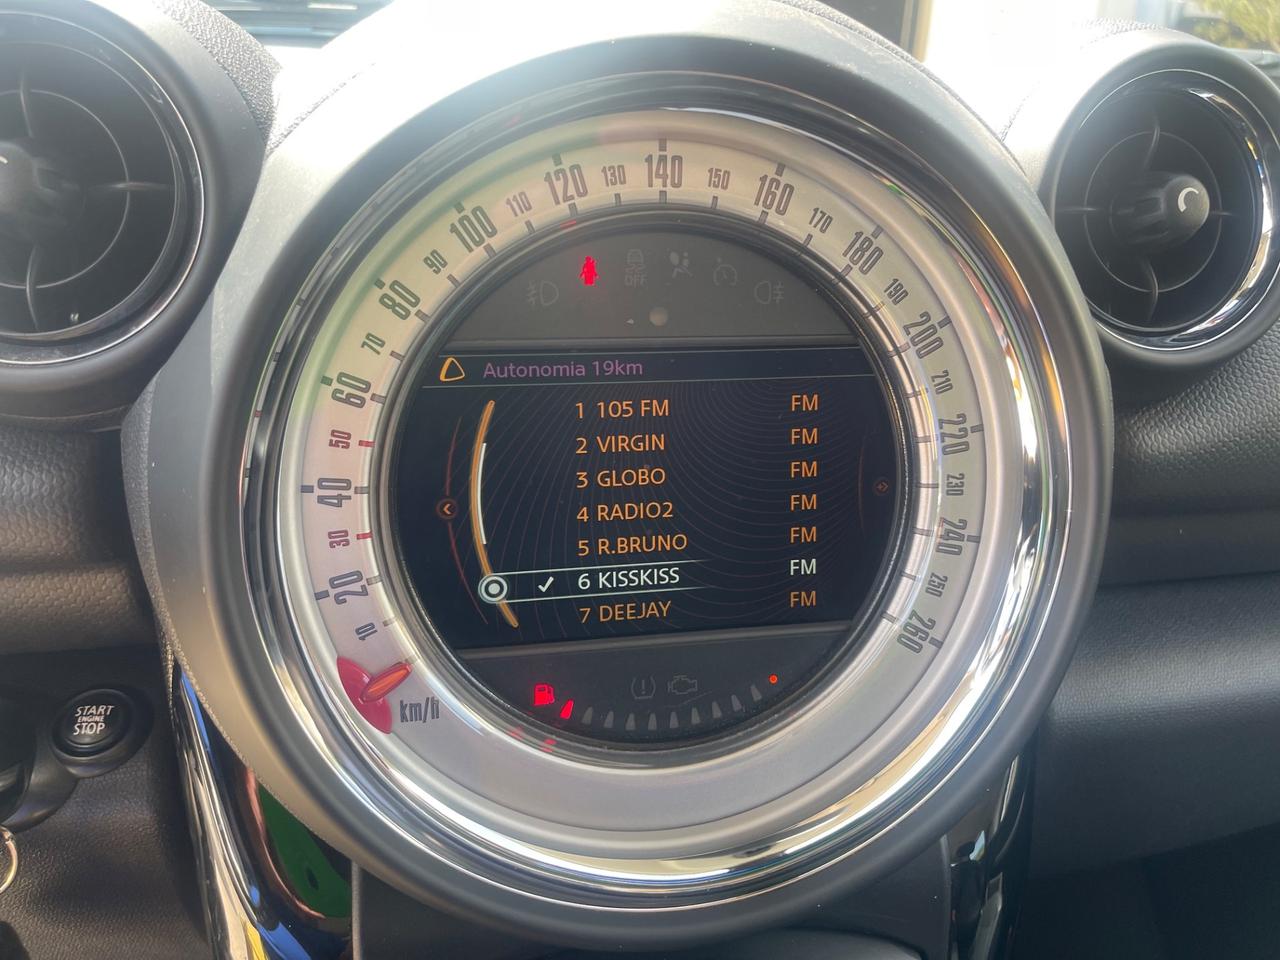 10
20
30
40
50
60
70
80
90
100
110
120
130
140
150
160
170
180
190
200
210
220
230
240
250
260
km/h
OFF
Autonomia 19km
1 105 FM FM
2 VIRGIN FM
3 GLOBO FM
4 RADIO2 FM
5 R.BRUNO FM
6 KISSKISS FM
7 DEEJAY FM
START
ENGINE
STOP